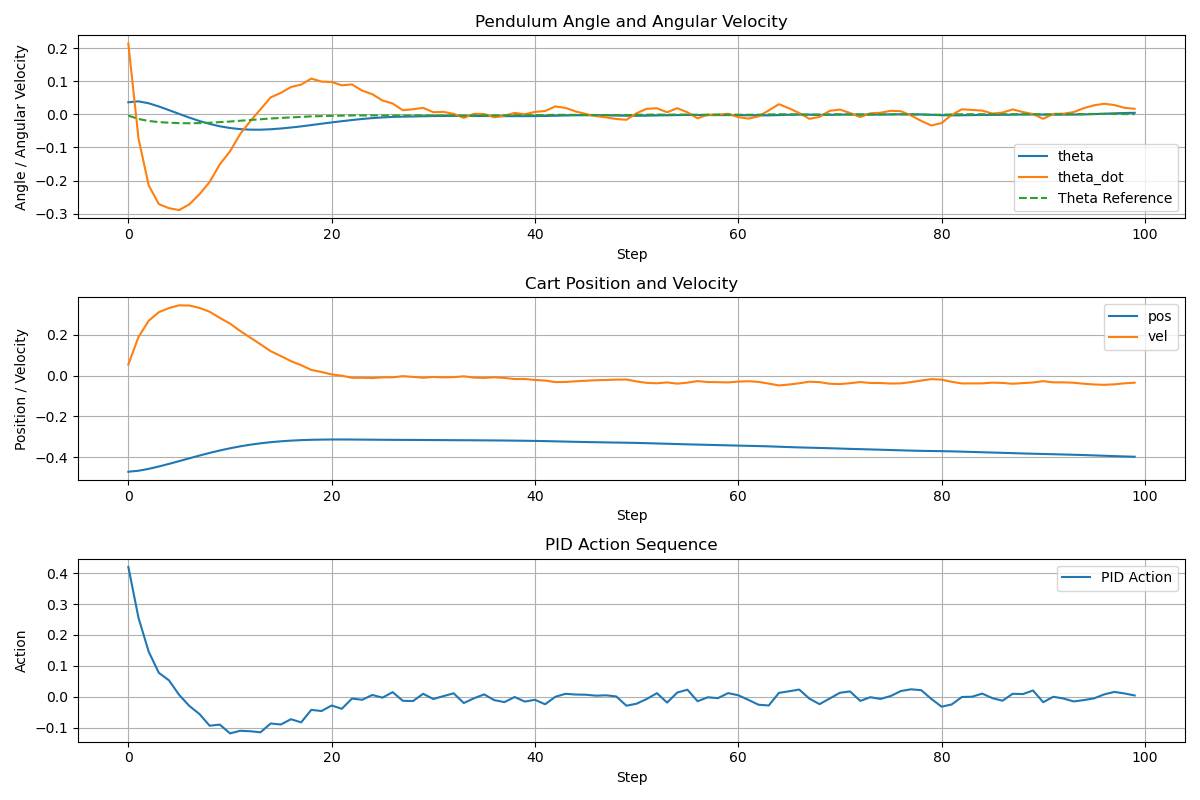 Pendulum Angle and Angular Velocity
Angle / Angular Velocity
0.2
0.1
0.0
−0.1
−0.2
−0.3
theta
theta_dot
Theta Reference
0 20 40 60 80 100
Step
Cart Position and Velocity
Position / Velocity
0.2
0.0
−0.2
−0.4
pos
vel
0 20 40 60 80 100
Step
PID Action Sequence
Action
0.4
0.3
0.2
0.1
0.0
−0.1
PID Action
0 20 40 60 80 100
Step